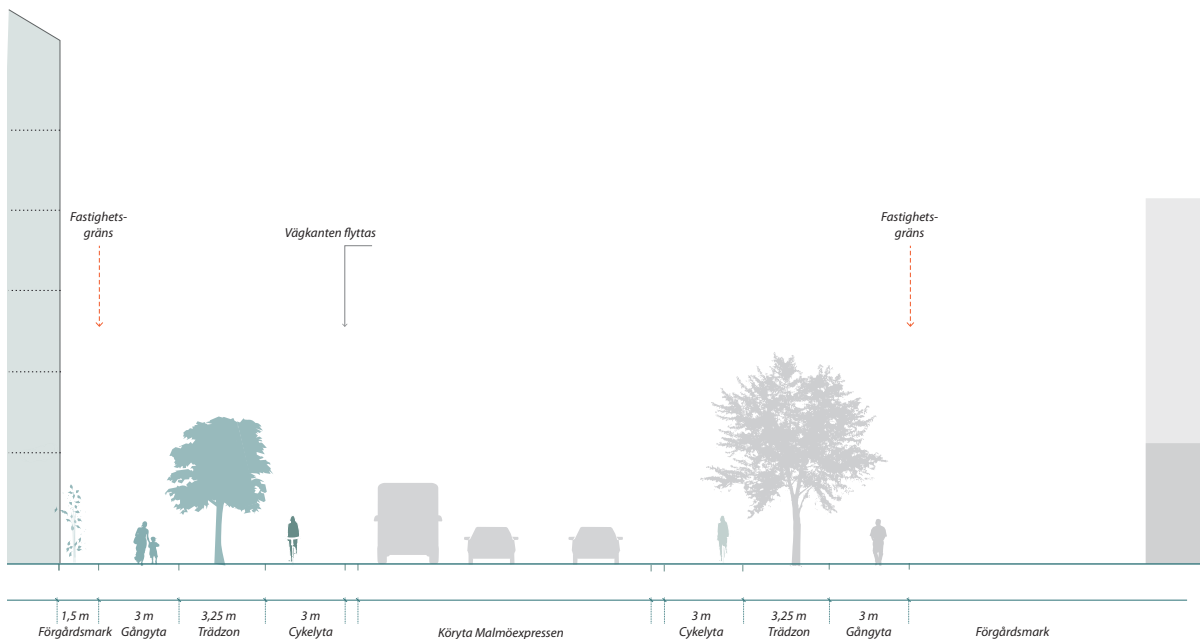 Fastighets-
gräns
Vägkanten flyttas
Fastighets-
gräns
1,5 m
Förgårdsmark
3 m
Gångyta
3,25 m
Trädzon
3 m
Cykelyta
Köryta Malmöexpressen
3 m
Cykelyta
3,25 m
Trädzon
3 m
Gångyta
Förgårdsmark